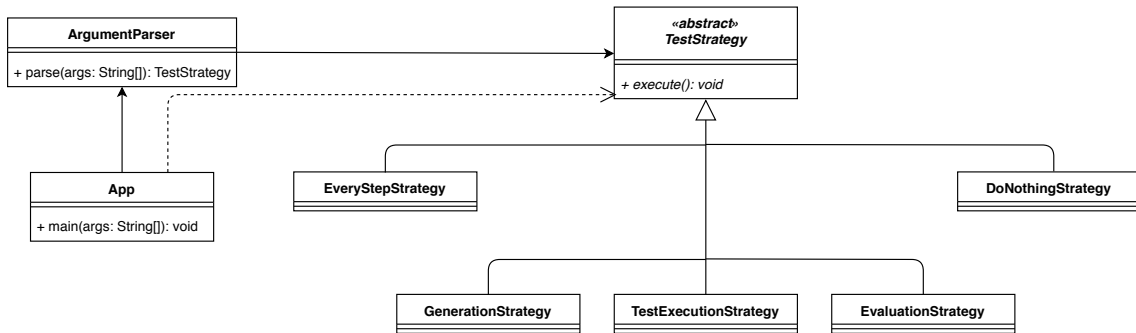 ArgumentParser
+ parse(args: String[]): TestStrategy
«abstract»
TestStrategy
+ execute(): void
App
+ main(args: String[]): void
EveryStepStrategy
DoNothingStrategy
GenerationStrategy
TestExecutionStrategy
EvaluationStrategy